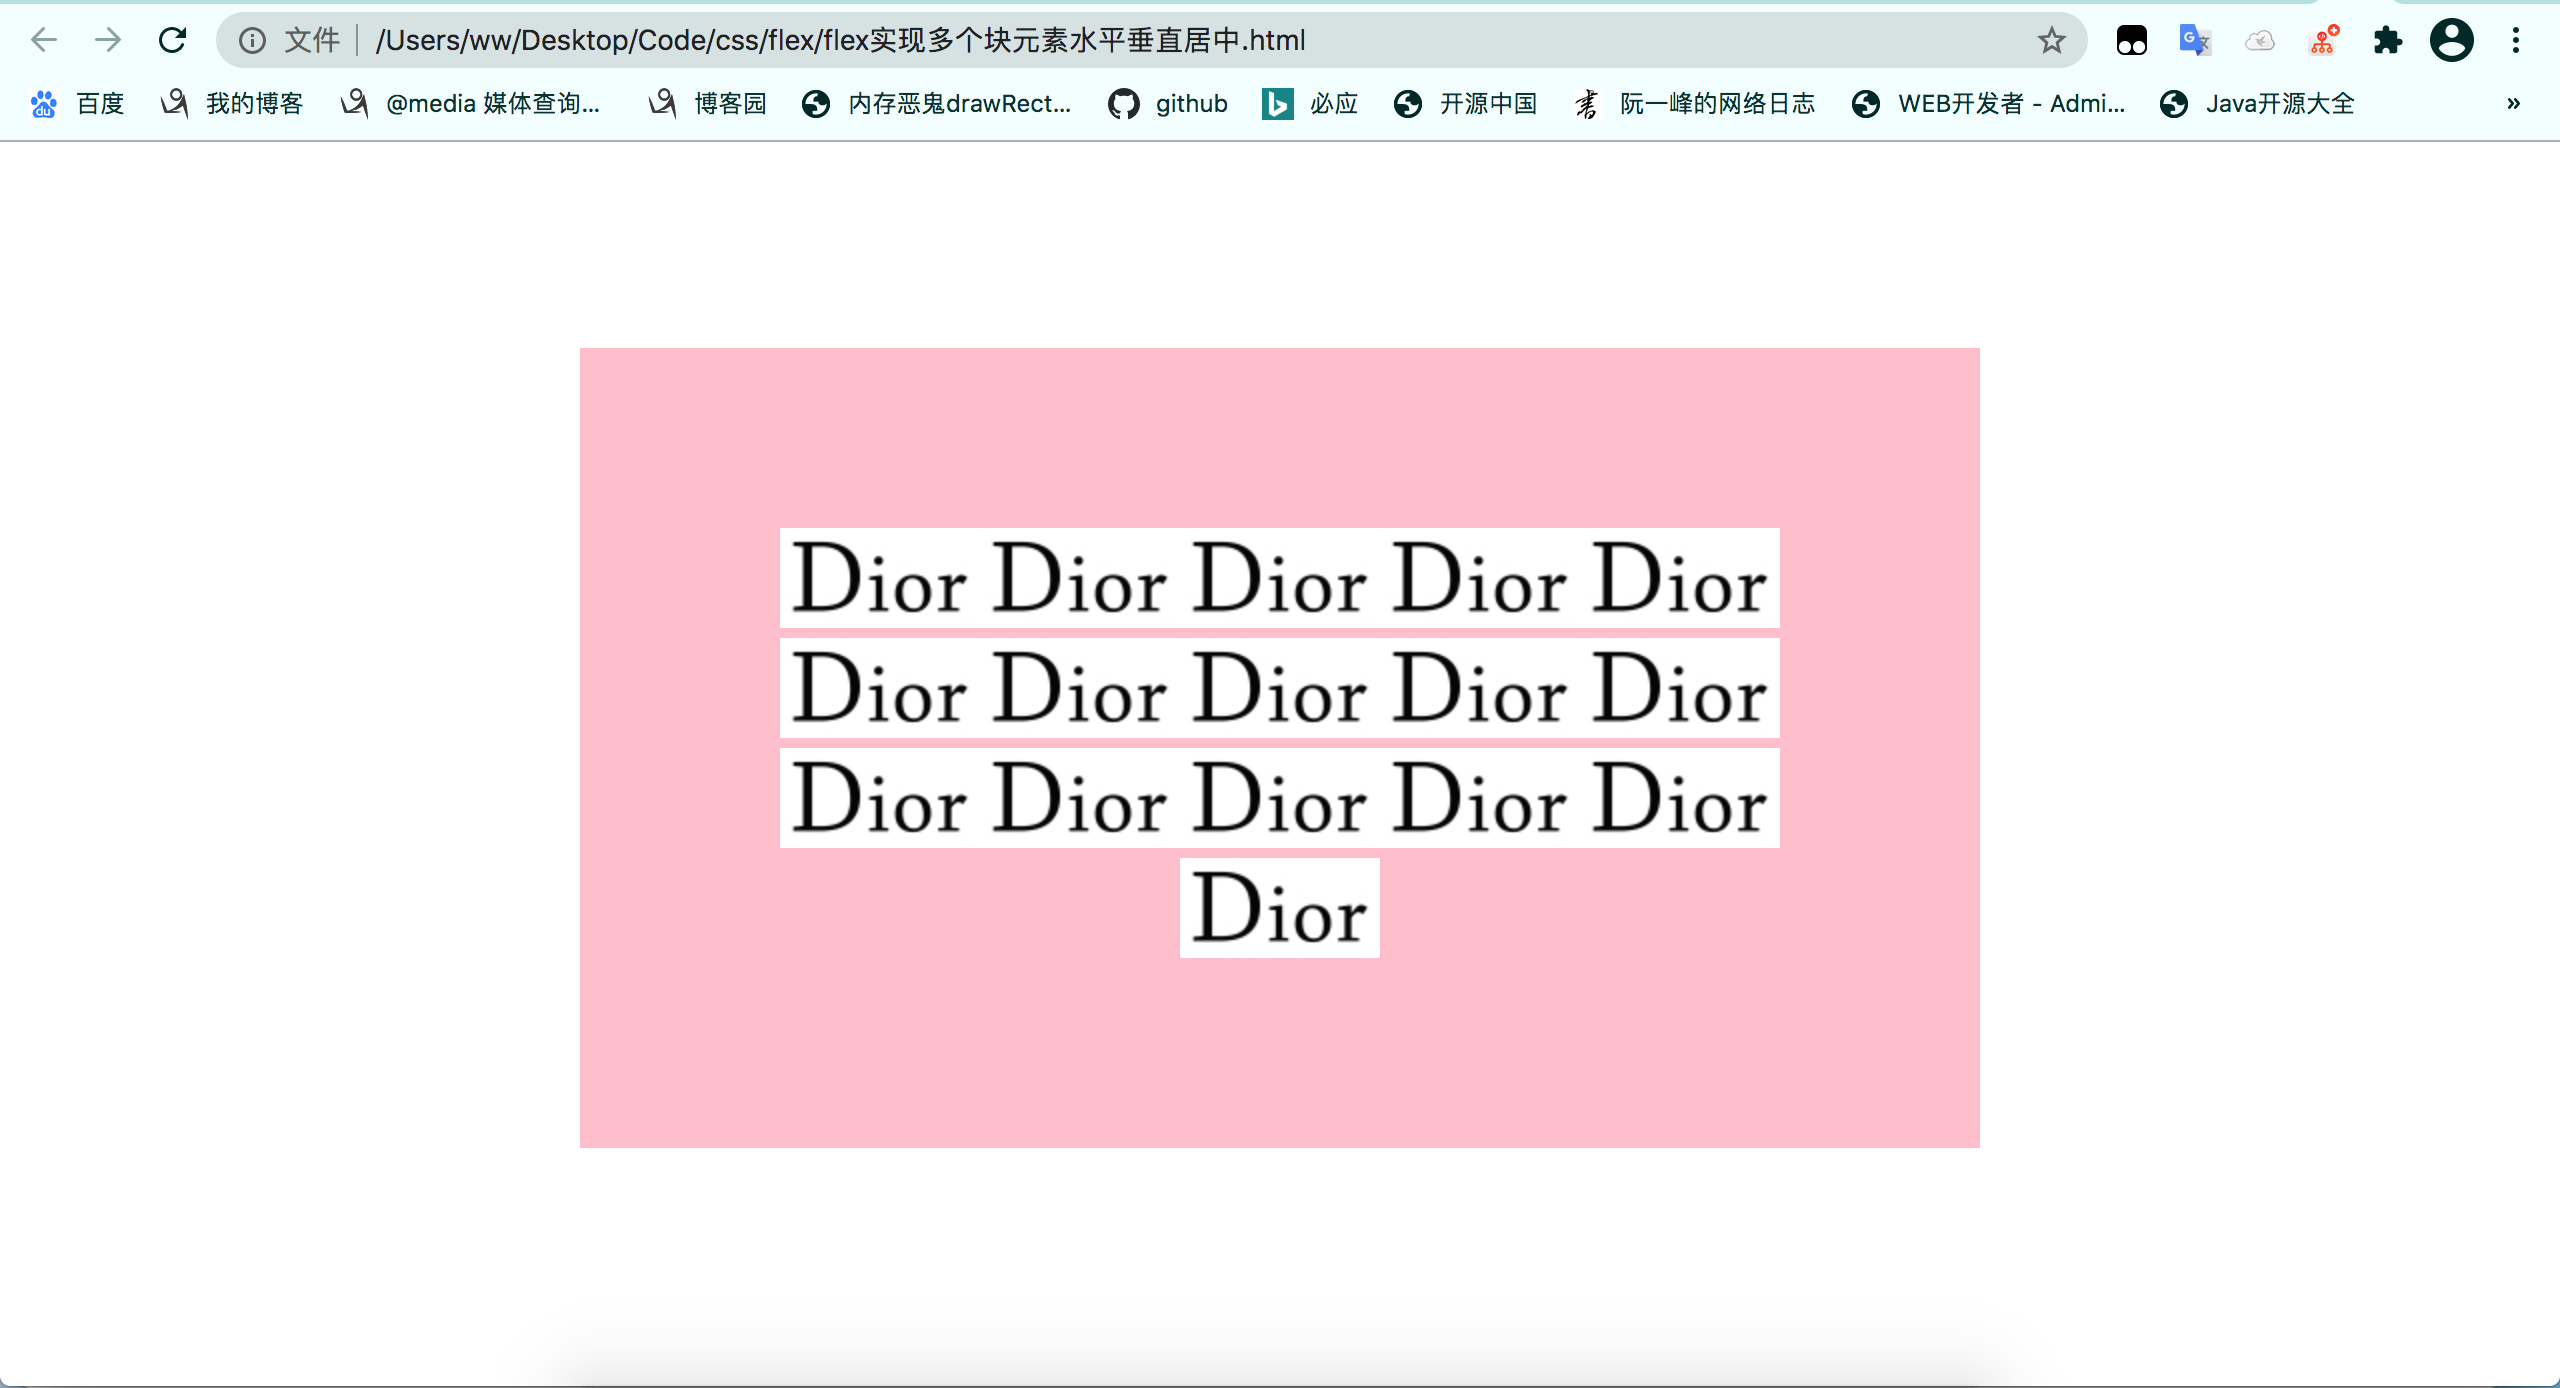 文件 /Users/ww/Desktop/Code/css/flex/flex实现多个块元素水平垂直居中.html
百度 我的博客 @media 媒体查询... 博客园 内存恶鬼drawRect... github 必应 开源中国 阮一峰的网络日志 WEB开发者 - Admi... Java开源大全 »
Dior Dior Dior Dior Dior
Dior Dior Dior Dior Dior
Dior Dior Dior Dior Dior
Dior